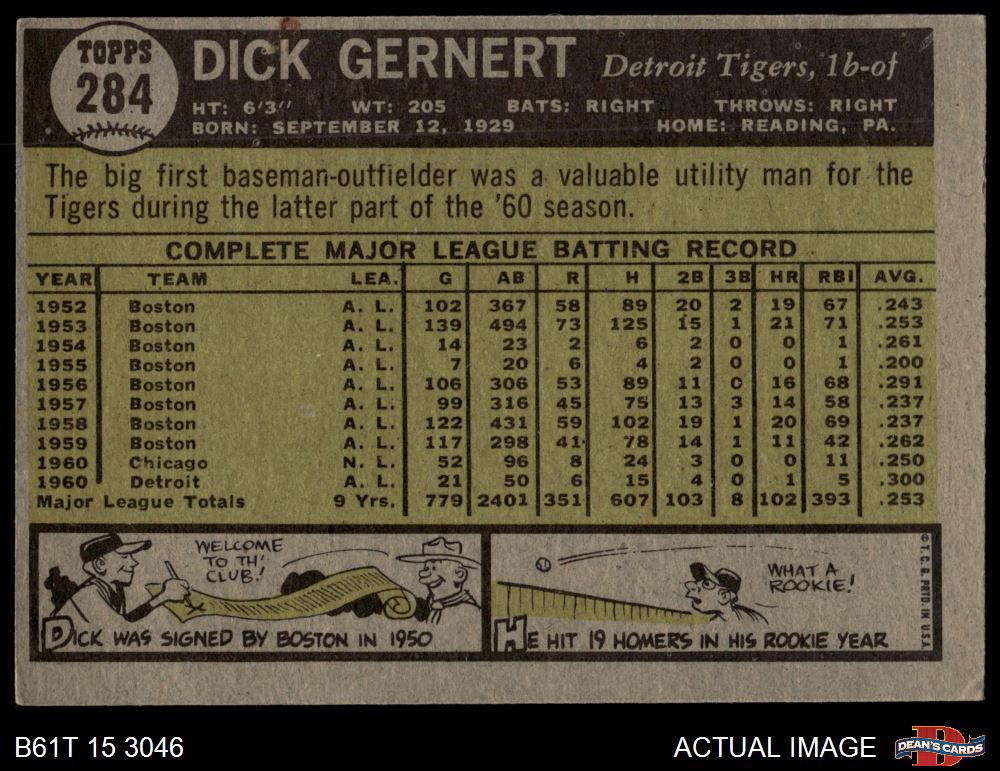 TOPPS
284
DICK GERNERT Detroit Tigers, 1b-of
HT: 6'3" WT: 205 BATS: RIGHT THROWS: RIGHT
BORN: SEPTEMBER 12, 1929 HOME: READING, PA.
The big first baseman-outfielder was a valuable utility man for the
Tigers during the latter part of the '60 season.
COMPLETE MAJOR LEAGUE BATTING RECORD
YEAR TEAM LEA. G AB R H 2B 3B HR RBI AVG.
1952 Boston A. L. 102 367 58 89 20 2 19 67 .243
1953 Boston A. L. 139 494 73 125 15 1 21 71 .253
1954 Boston A. L. 14 23 2 6 2 0 0 1 .261
1955 Boston A. L. 7 20 6 4 2 0 0 1 .200
1956 Boston A. L. 106 306 53 89 11 0 16 68 .291
1957 Boston A. L. 99 316 45 75 13 3 14 58 .237
1958 Boston A. L. 122 431 59 102 19 1 20 69 .237
1959 Boston A. L. 117 298 41 78 14 1 11 42 .262
1960 Chicago N. L. 52 96 8 24 3 0 0 11 .250
1960 Detroit A. L. 21 50 6 15 4 0 1 5 .300
Major League Totals 9 Yrs. 779 2401 351 607 103 8 102 393 .253
WELCOME
TO TH'
CLUB!
DICK WAS SIGNED BY BOSTON IN 1950
WHAT A
ROOKIE!
HE HIT 19 HOMERS IN HIS ROOKIE YEAR
© T.C.G. PRTD. IN U.S.A.
B61T 15 3046
ACTUAL IMAGE
D
DEAN'S CARDS